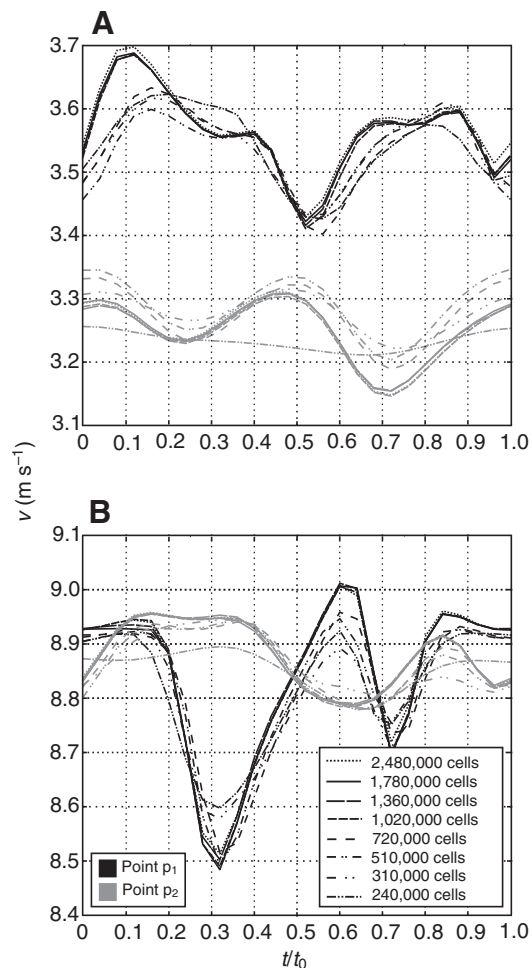 A
3.7
3.6
3.5
3.4
3.3
3.2
3.1
0 0.1 0.2 0.3 0.4 0.5 0.6 0.7 0.8 0.9 1.0
v (m s⁻¹)
B
9.1
9.0
8.9
8.8
8.7
8.6
8.5
8.4
2,480,000 cells
1,780,000 cells
1,360,000 cells
1,020,000 cells
720,000 cells
510,000 cells
310,000 cells
240,000 cells
Point p₁
Point p₂
0 0.1 0.2 0.3 0.4 0.5 0.6 0.7 0.8 0.9 1.0
t/t₀